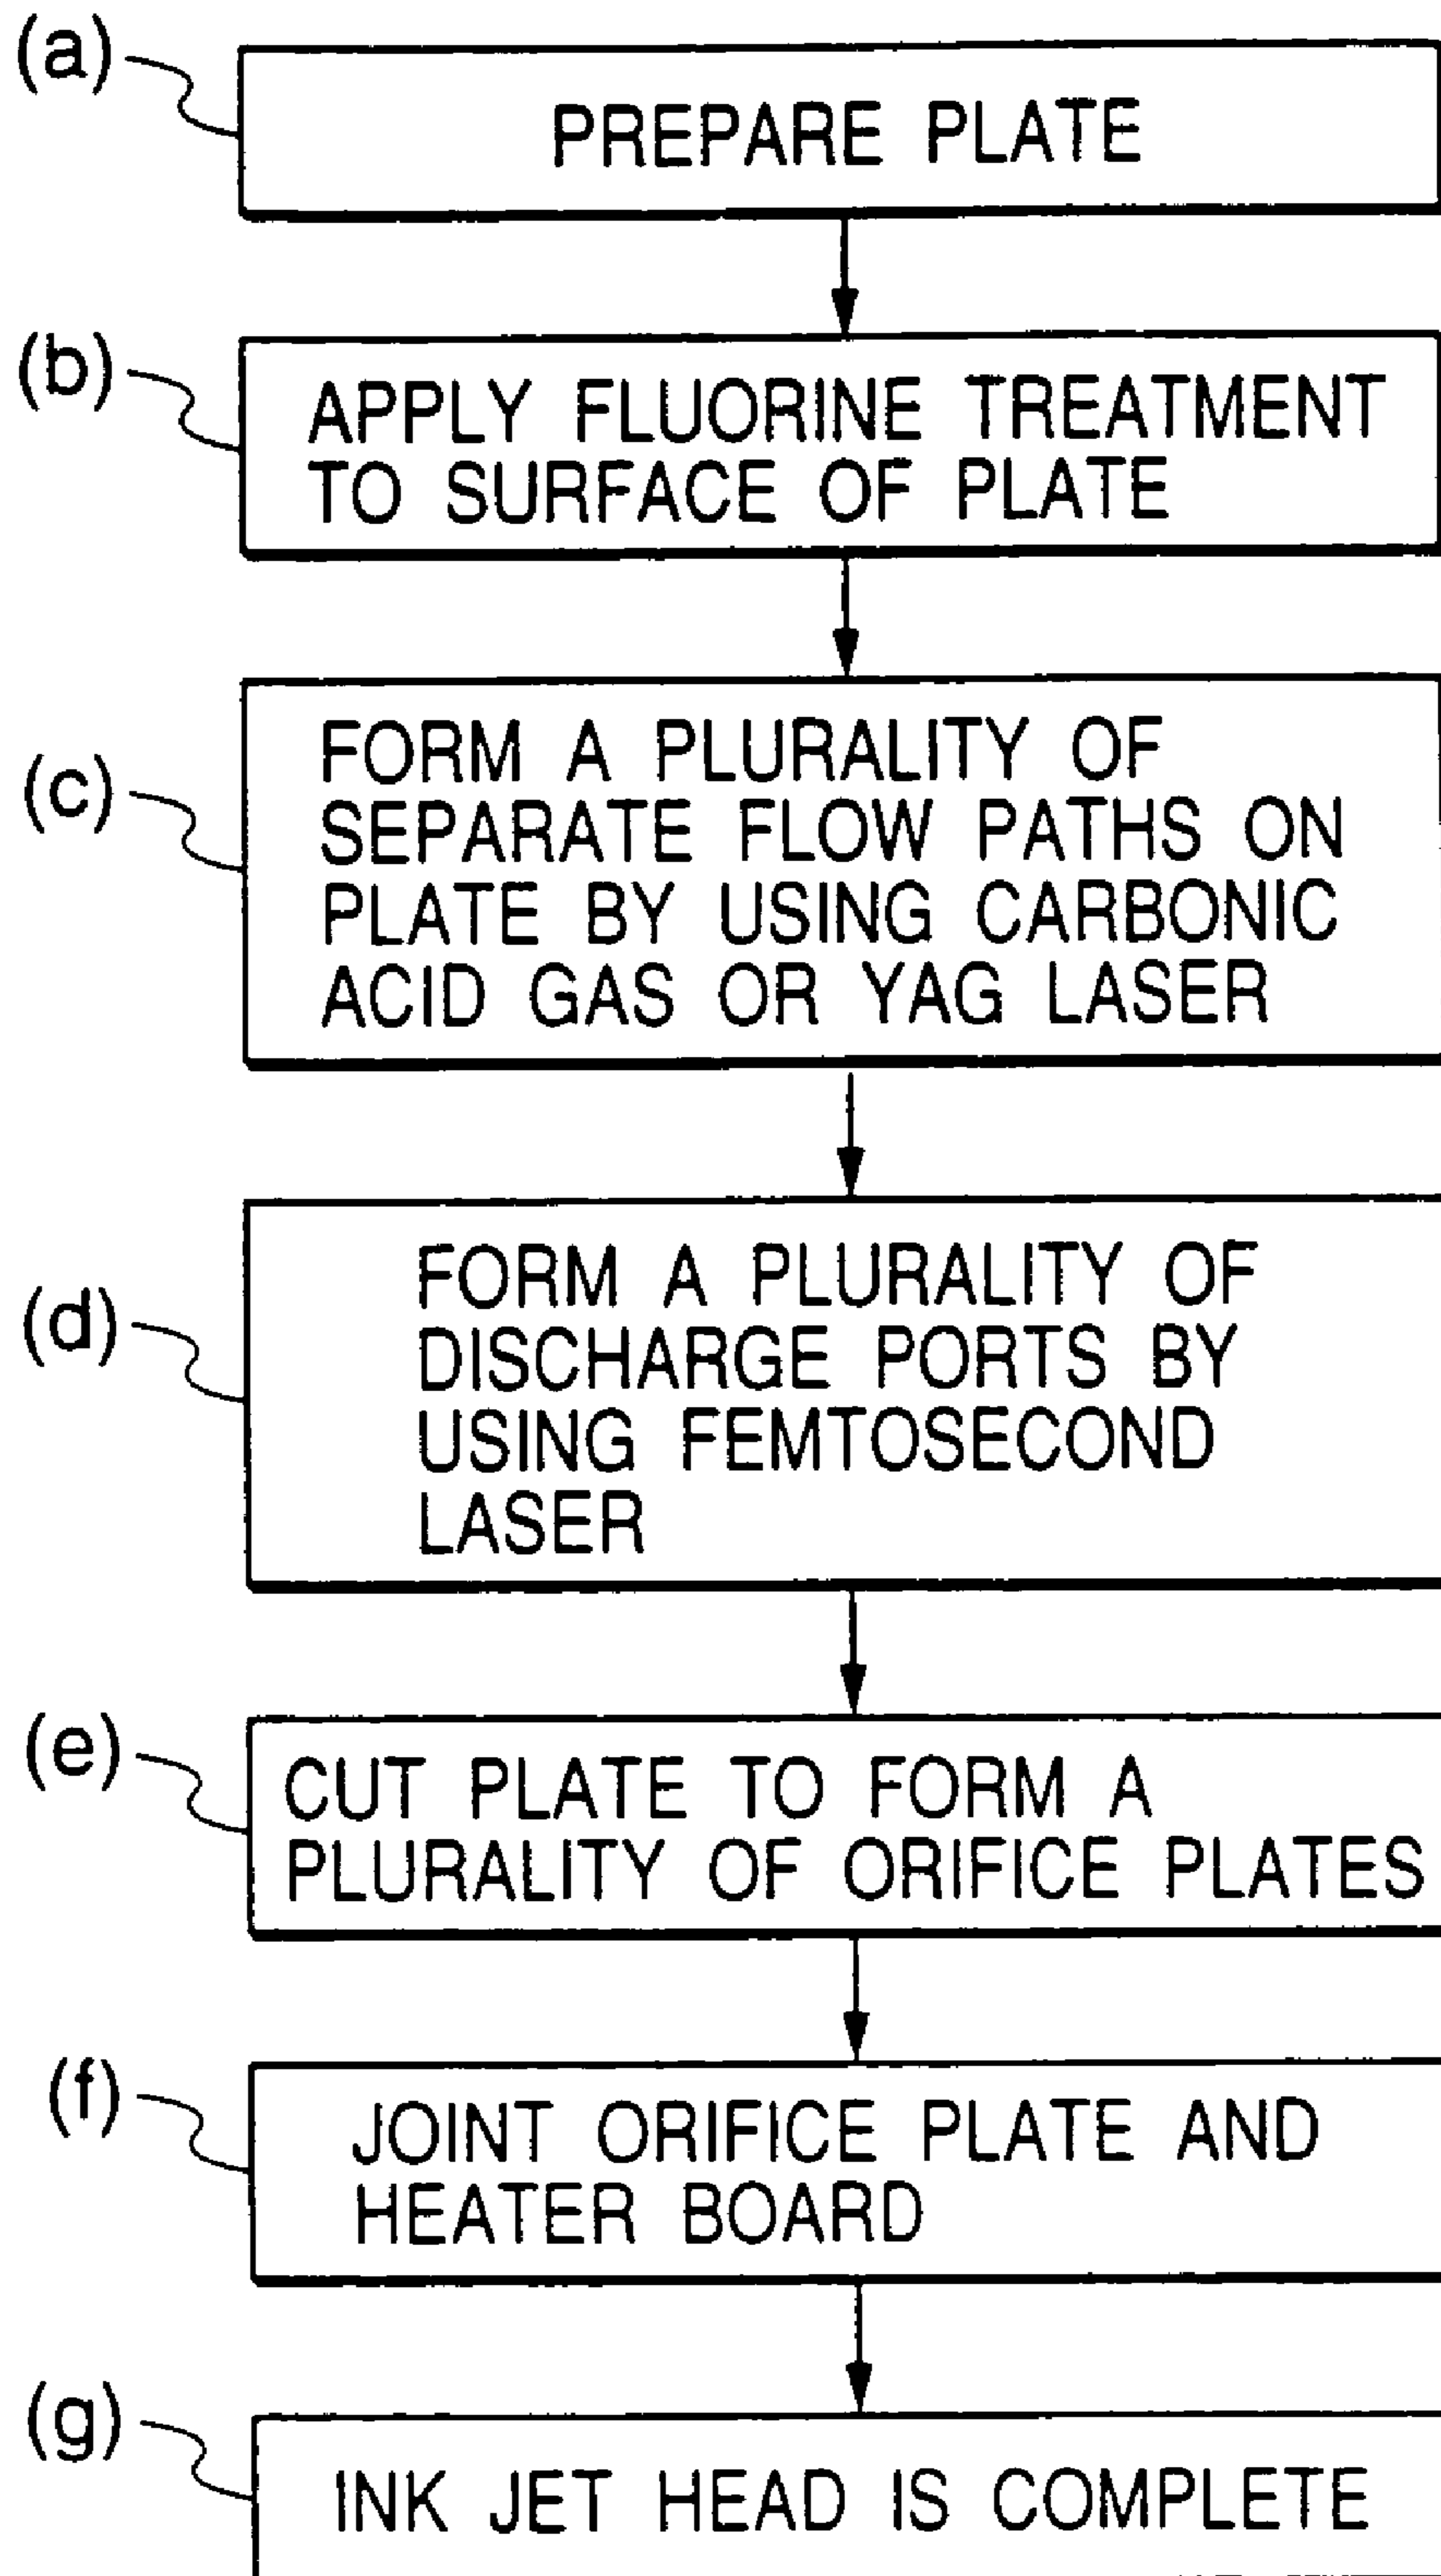 (a)
PREPARE PLATE
(b)
APPLY FLUORINE TREATMENT
TO SURFACE OF PLATE
(c)
FORM A PLURALITY OF
SEPARATE FLOW PATHS ON
PLATE BY USING CARBONIC
ACID GAS OR YAG LASER
(d)
FORM A PLURALITY OF
DISCHARGE PORTS BY
USING FEMTOSECOND
LASER
(e)
CUT PLATE TO FORM A
PLURALITY OF ORIFICE PLATES
(f)
JOINT ORIFICE PLATE AND
HEATER BOARD
(g)
INK JET HEAD IS COMPLETE